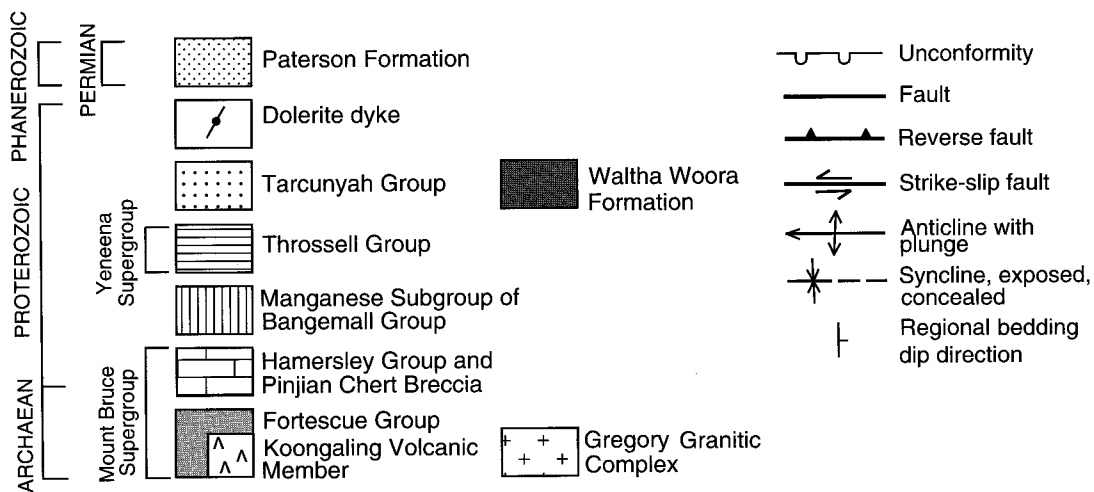 PHANEROZOIC
PROTEROZOIC
ARCHAEAN
PERMIAN
Yeneena
Supergroup
Mount Bruce
Supergroup
Paterson Formation
Dolerite dyke
Tarcunyah Group
Throssell Group
Manganese Subgroup of
Bangemall Group
Hamersley Group and
Pinjian Chert Breccia
Fortescue Group
Koongaling Volcanic
Member
Waltha Woora
Formation
Gregory Granitic
Complex
Unconformity
Fault
Reverse fault
Strike-slip fault
Anticline with
plunge
Syncline, exposed,
concealed
Regional bedding
dip direction